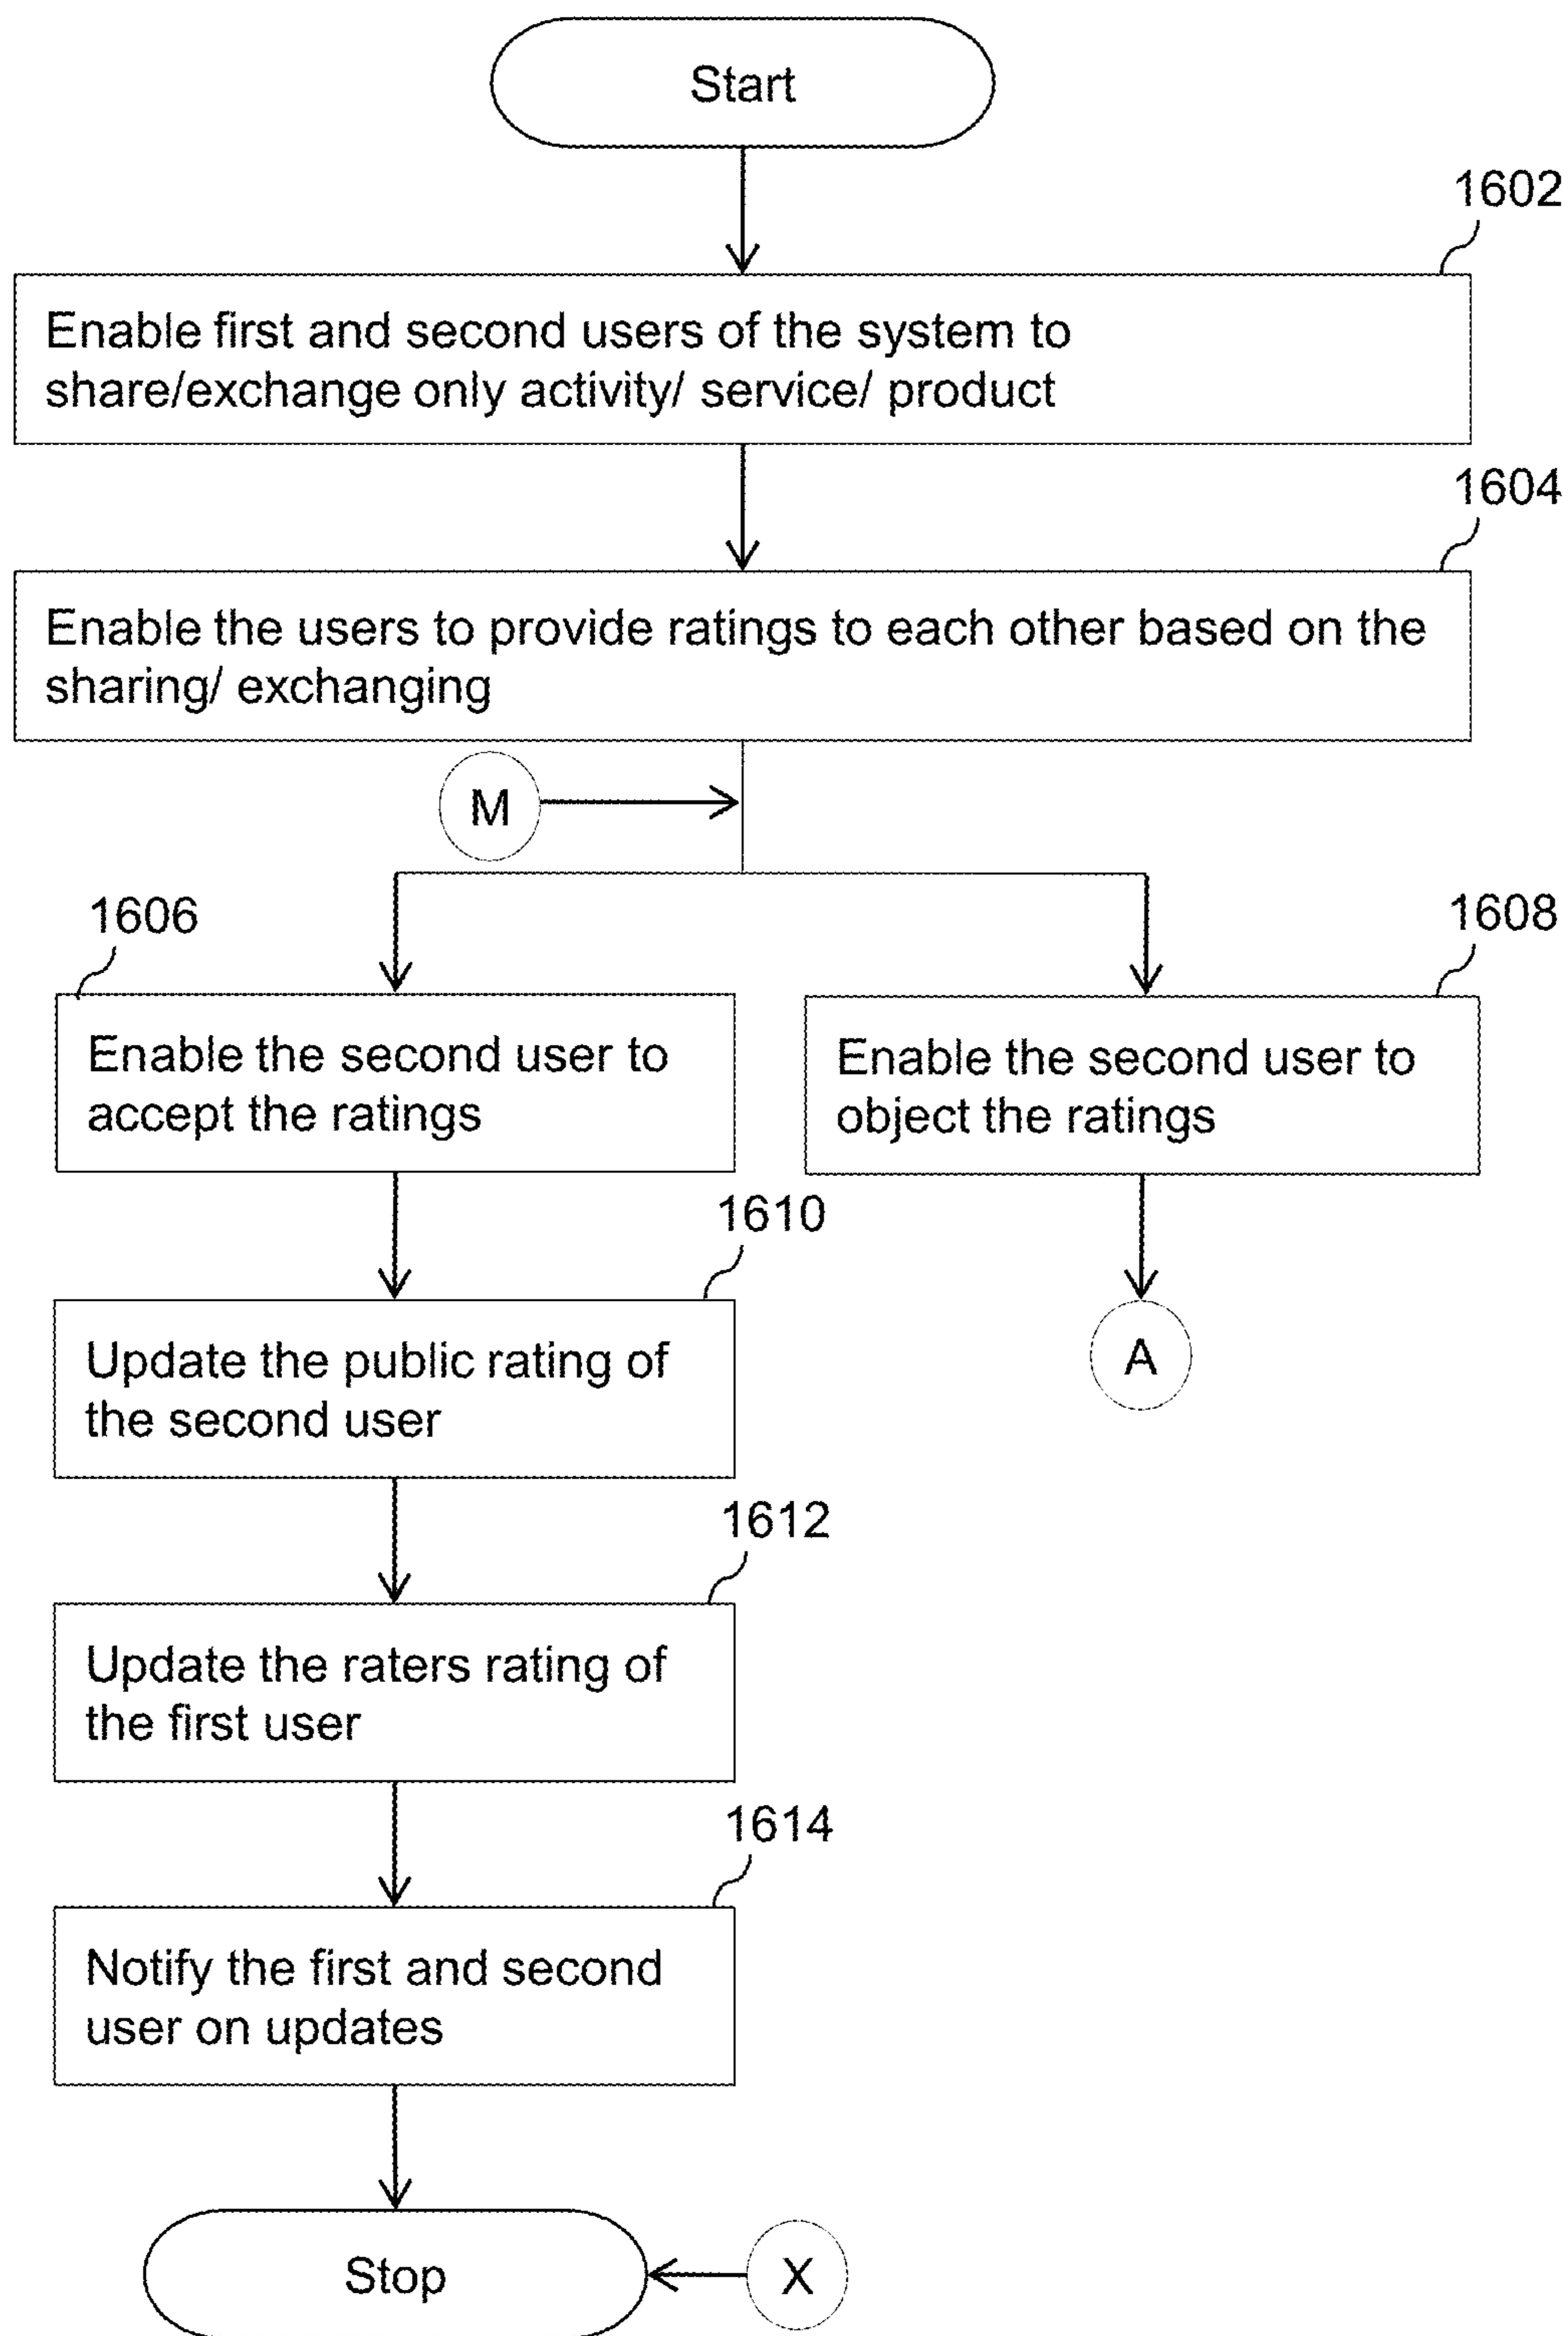 Start
1602
Enable first and second users of the system to
share/exchange only activity/ service/ product
1604
Enable the users to provide ratings to each other based on the
sharing/ exchanging
M
1606
1608
Enable the second user to
accept the ratings
Enable the second user to
object the ratings
1610
Update the public rating of
the second user
A
1612
Update the raters rating of
the first user
1614
Notify the first and second
user on updates
Stop
X